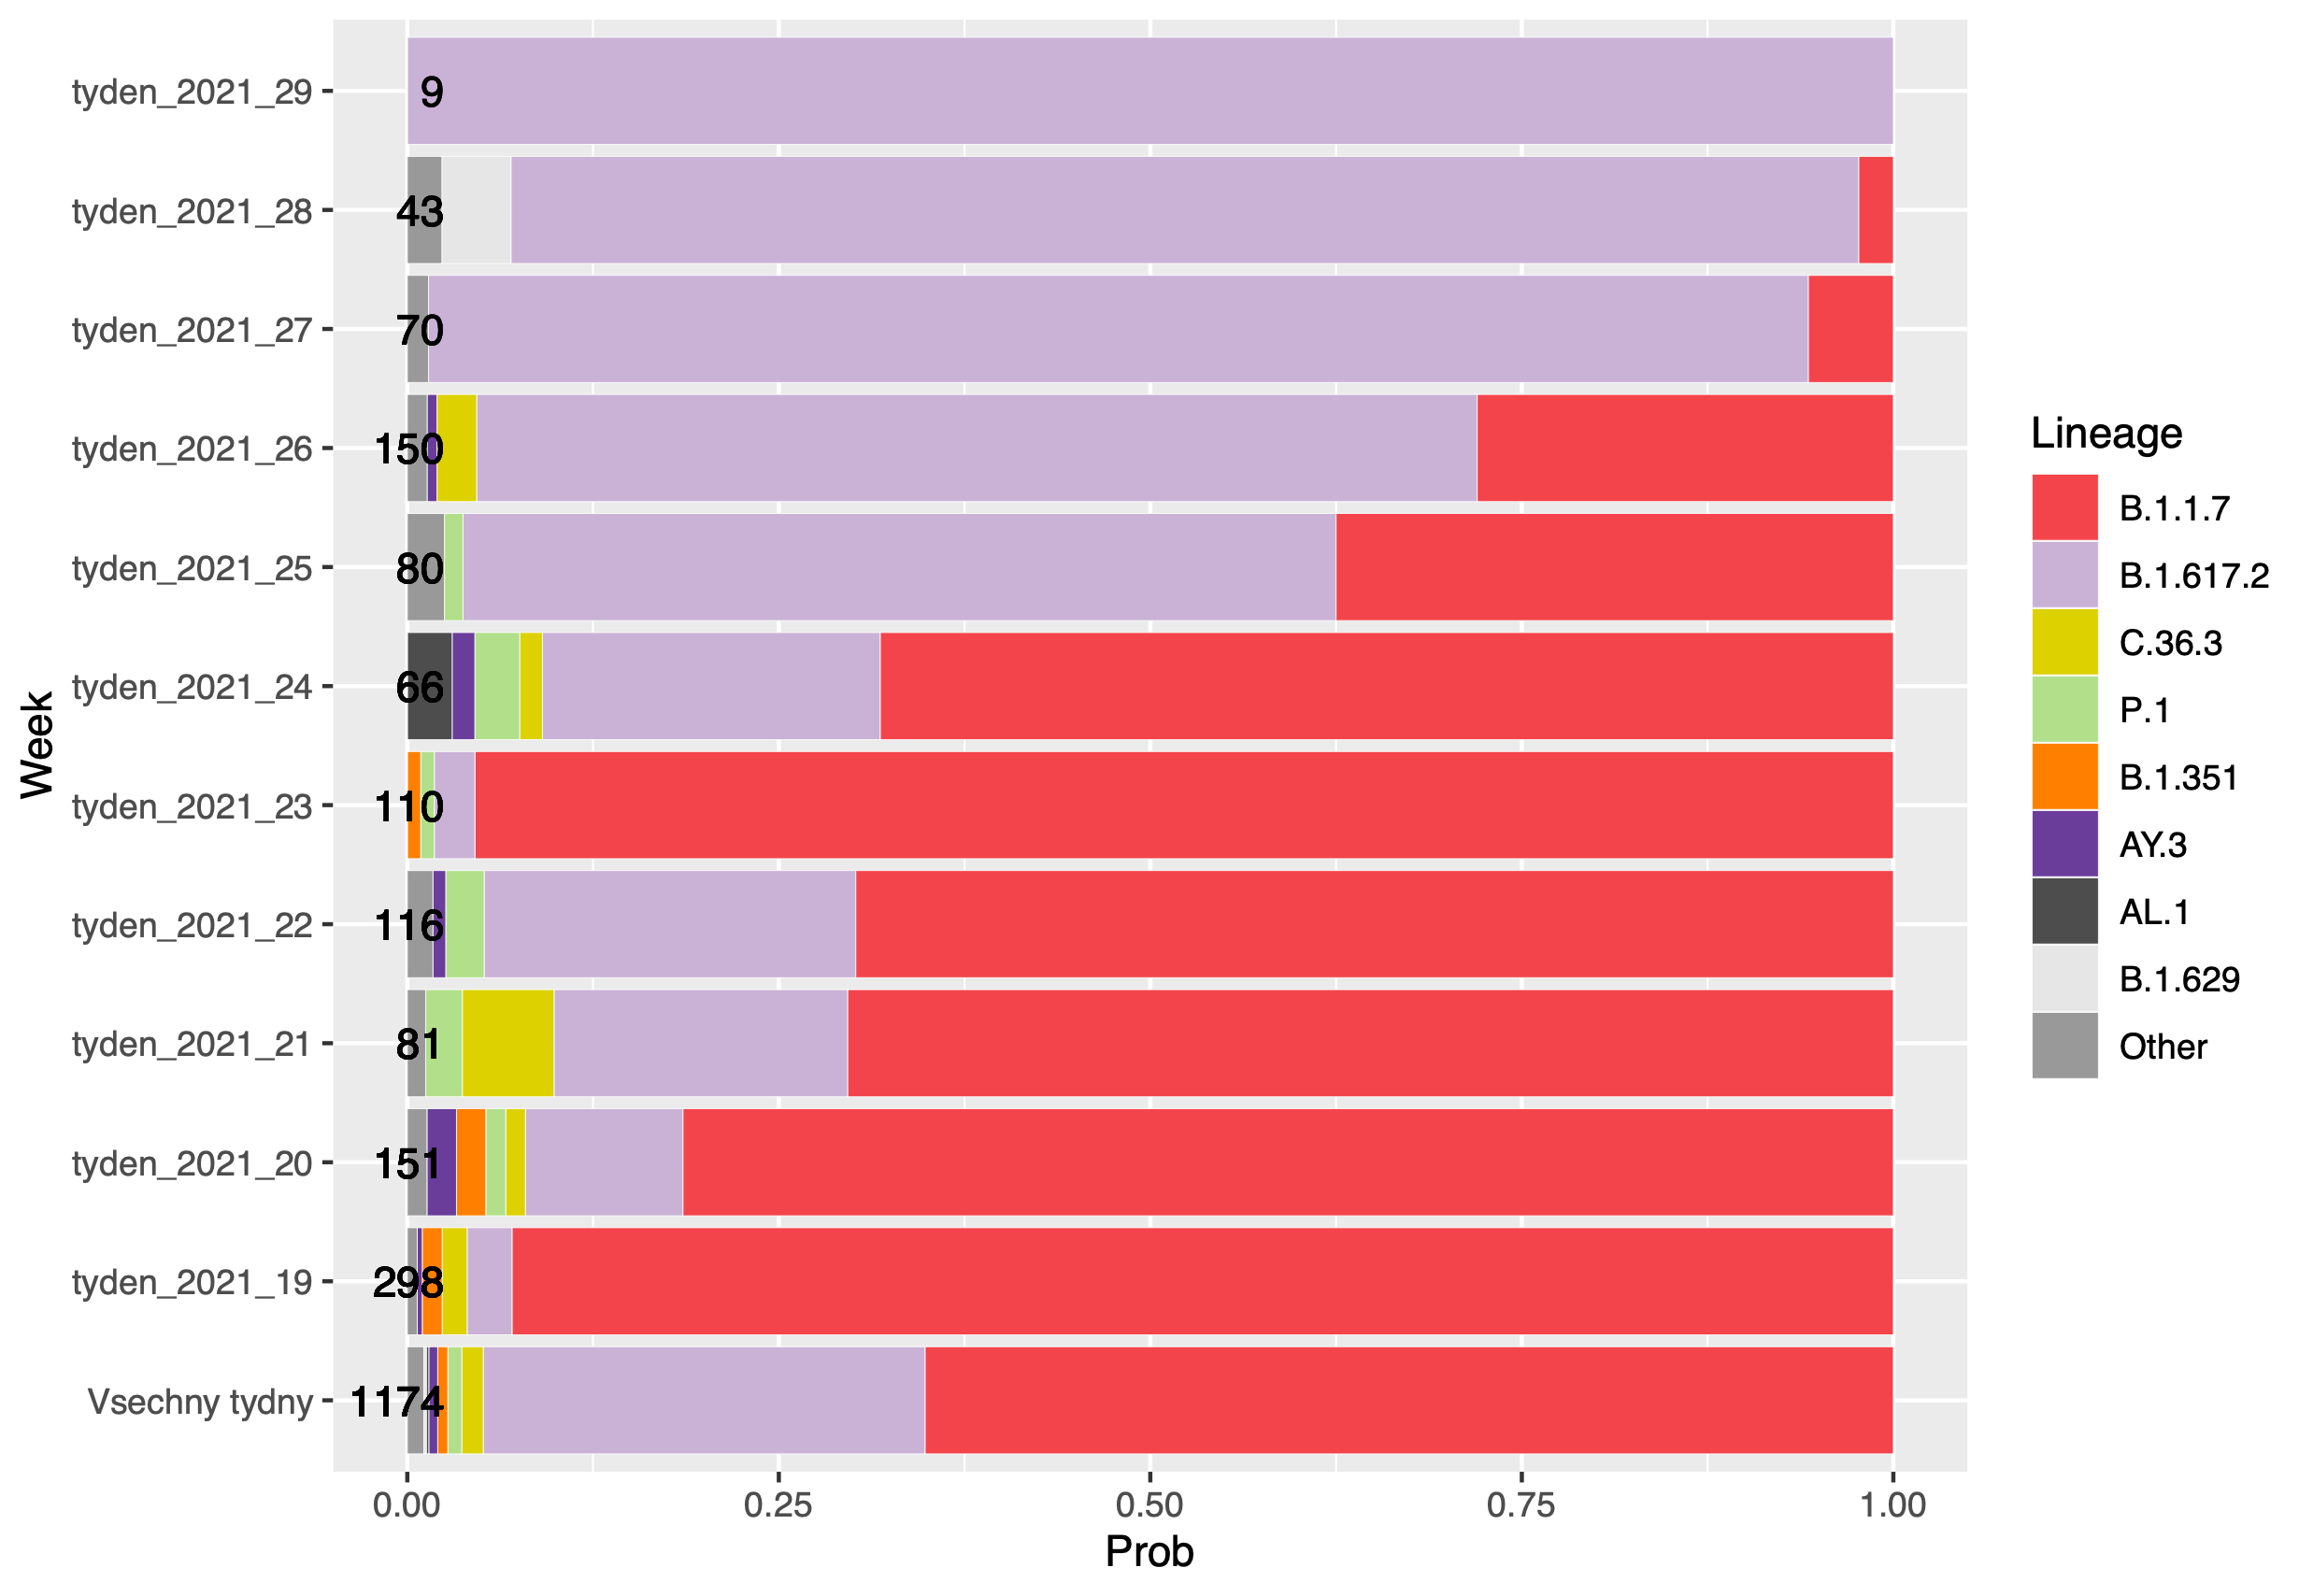 Week
tyden_2021_29
9
tyden_2021_28
43
tyden_2021_27
70
tyden_2021_26
150
tyden_2021_25
80
tyden_2021_24
66
tyden_2021_23
110
tyden_2021_22
116
tyden_2021_21
81
tyden_2021_20
151
tyden_2021_19
298
Vsechny tydny
1174
0.00 0.25 0.50 0.75 1.00
Prob
Lineage
B.1.1.7
B.1.617.2
C.36.3
P.1
B.1.351
AY.3
AL.1
B.1.629
Other